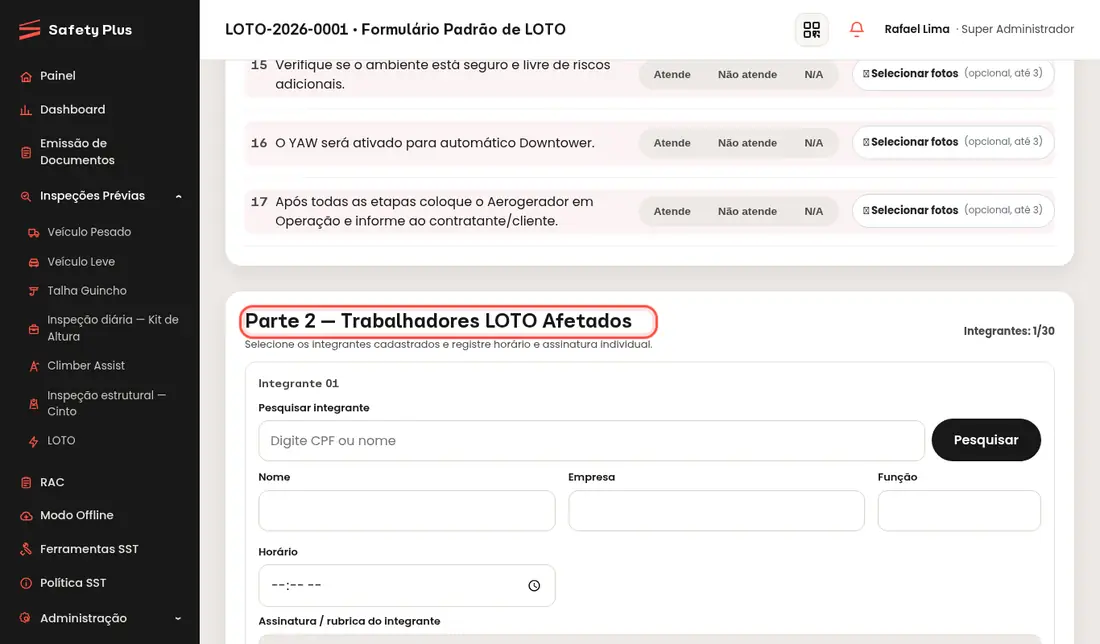 Safety Plus
Painel
Dashboard
Emissão de
Documentos
Inspeções Prévias
Veículo Pesado
Veículo Leve
Talha Guincho
Inspeção diária — Kit de
Altura
Climber Assist
Inspeção estrutural —
Cinto
LOTO
RAC
Modo Offline
Ferramentas SST
Política SST
Administração
LOTO-2026-0001 • Formulário Padrão de LOTO
Rafael Lima · Super Administrador
15 Verifique se o ambiente está seguro e livre de riscos
adicionais.
Atende Não atende N/A
Selecionar fotos (opcional, até 3)
16 O YAW será ativado para automático Downtower.
Atende Não atende N/A
Selecionar fotos (opcional, até 3)
17 Após todas as etapas coloque o Aerogerador em
Operação e informe ao contratante/cliente.
Atende Não atende N/A
Selecionar fotos (opcional, até 3)
Parte 2 — Trabalhadores LOTO Afetados
Selecione os integrantes cadastrados e registre horário e assinatura individual.
Integrantes: 1/30
Integrante 01
Pesquisar integrante
Digite CPF ou nome
Pesquisar
Nome
Empresa
Função
Horário
--:-- --
Assinatura / rubrica do integrante